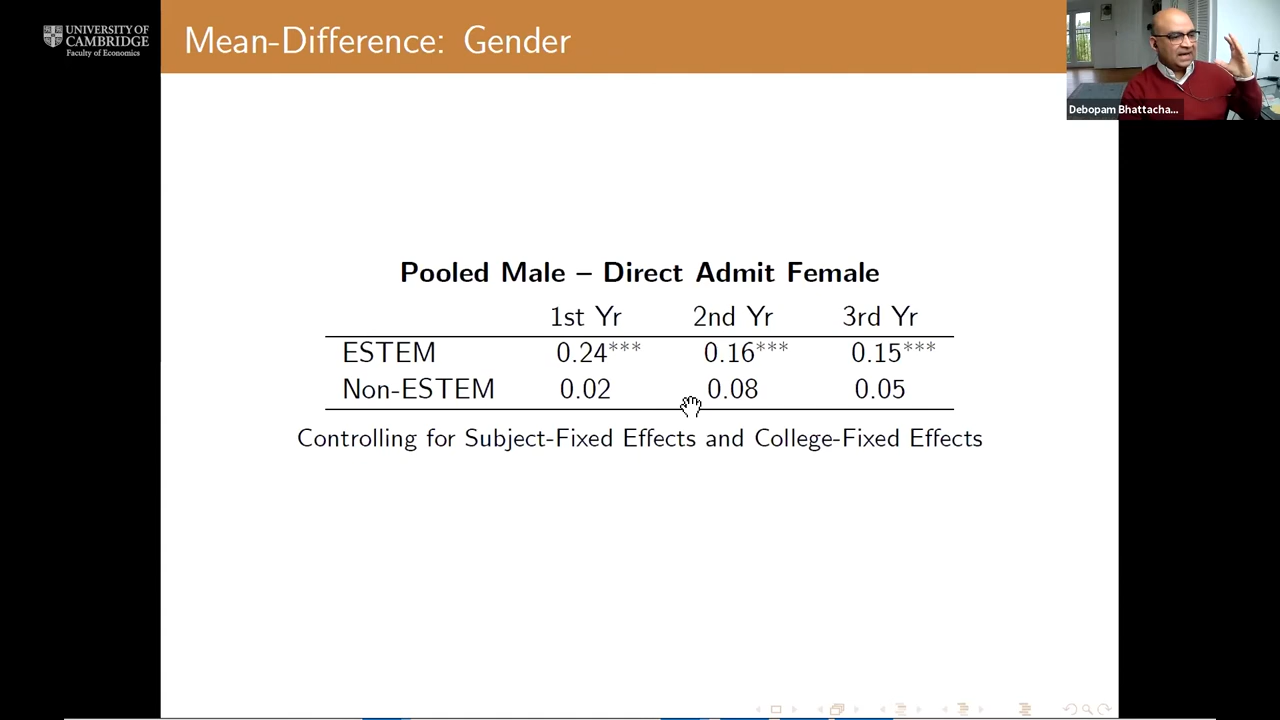 UNIVERSITY OF
CAMBRIDGE
Faculty of Economics
Mean-Difference: Gender
Debopam Bhattacha...
Pooled Male – Direct Admit Female
1st Yr 2nd Yr 3rd Yr
ESTEM 0.24*** 0.16*** 0.15***
Non-ESTEM 0.02 0.08 0.05
Controlling for Subject-Fixed Effects and College-Fixed Effects